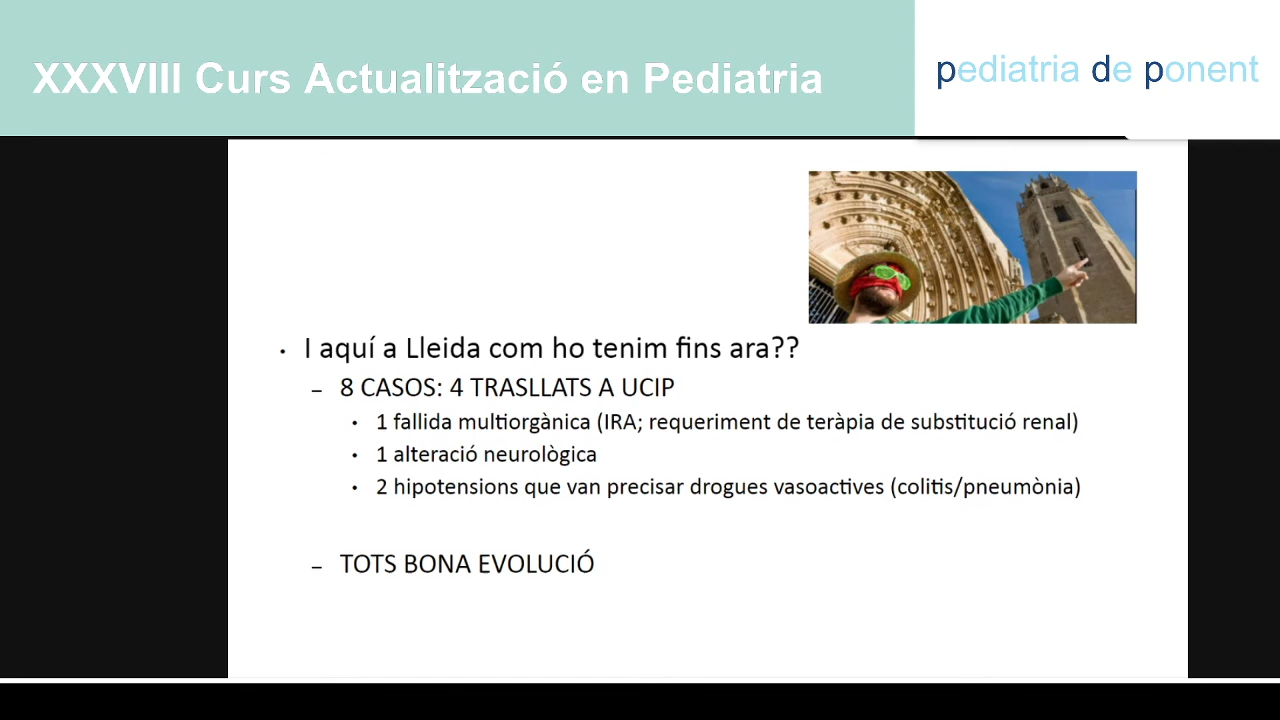 XXXVIII Curs Actualització en Pediatria
pediatria de ponent
• I aquí a Lleida com ho tenim fins ara??
– 8 CASOS: 4 TRASLLATS A UCIP
• 1 fallida multiorgànica (IRA; requeriment de teràpia de substitució renal)
• 1 alteració neurològica
• 2 hipotensions que van precisar drogues vasoactives (colitis/pneumònia)
– TOTS BONA EVOLUCIÓ